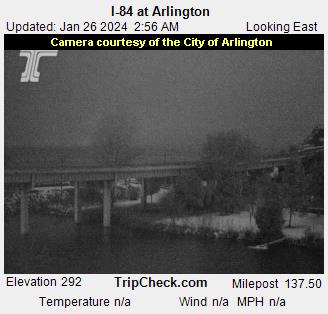 I-84 at Arlington
Updated: Jan 26 2024 2:56 AM Looking East
Camera courtesy of the City of Arlington
Elevation 292 TripCheck.com Milepost 137.50
Temperature n/a Wind n/a MPH n/a